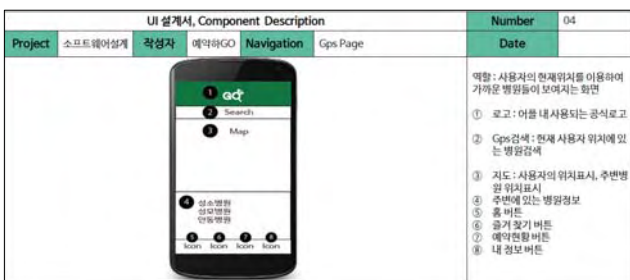 UI 설계서, Component Description
Number 04
Project 소프트웨어설계 작성자 예약하GO Navigation Gps Page
Date
1 GO
2 Search
3 Map
4 성소병원
성모병원
안동병원
5 6 7 8
Icon Icon Icon Icon
역할 : 사용자의 현재위치를 이용하여
가까운 병원들이 보여지는 화면
① 로고 : 어플 내 사용되는 공식로고
② Gps검색 : 현재 사용자 위치에 있
는 병원검색
③ 지도 : 사용자의 위치표시, 주변병
원 위치표시
④ 주변에 있는 병원정보
⑤ 홈 버튼
⑥ 즐겨 찾기 버튼
⑦ 예약현황 버튼
⑧ 내 정보 버튼